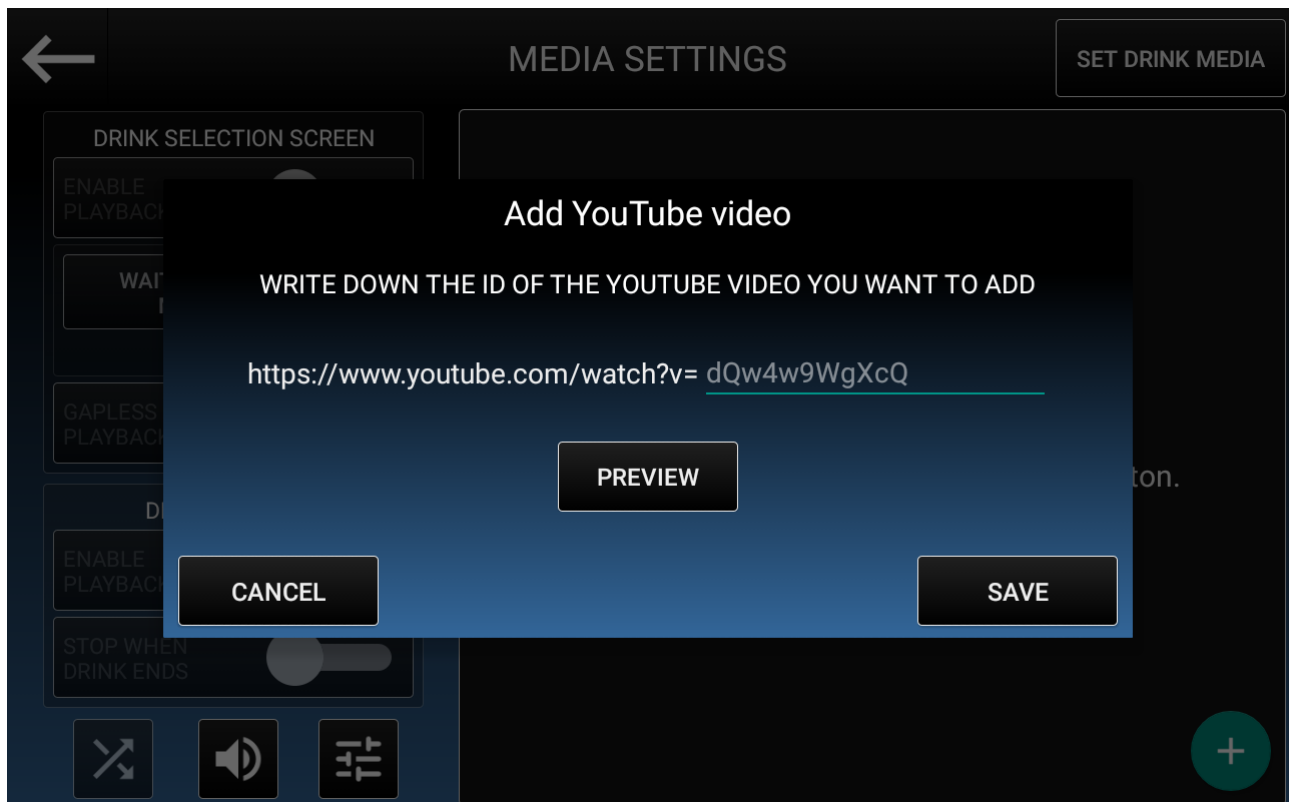 MEDIA SETTINGS
SET DRINK MEDIA
DRINK SELECTION SCREEN
ENABLE
PLAYBACK
WAIT
GAPLESS
PLAYBACK
ENABLE
PLAYBACK
STOP WHEN
DRINK ENDS
Add YouTube video
WRITE DOWN THE ID OF THE YOUTUBE VIDEO YOU WANT TO ADD
https://www.youtube.com/watch?v= dQw4w9WgXcQ
PREVIEW
CANCEL
SAVE
ton.